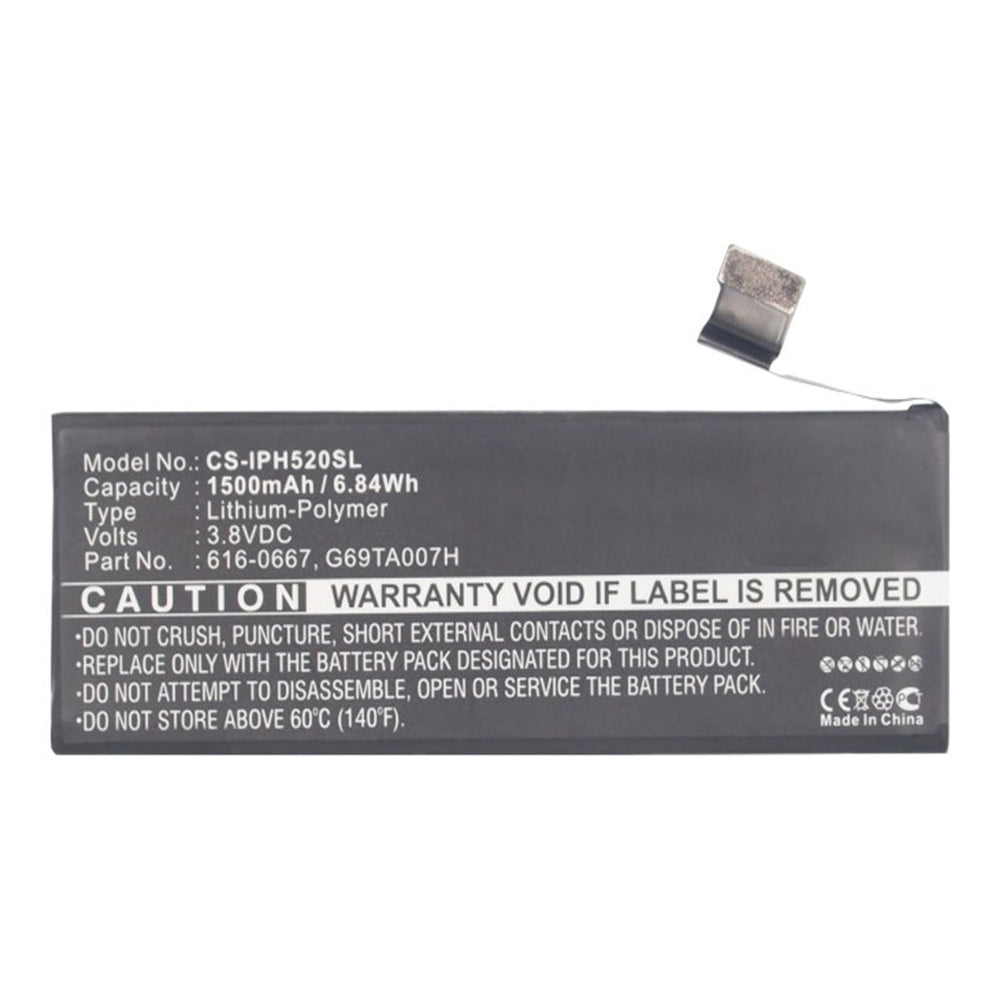 Model No.: CS-IPH520SL
Capacity : 1500mAh / 6.84Wh
Type : Lithium-Polymer
Volts : 3.8VDC
Part No. : 616-0667, G69TA007H
CAUTION WARRANTY VOID IF LABEL IS REMOVED
•DO NOT CRUSH, PUNCTURE, SHORT EXTERNAL CONTACTS OR DISPOSE IN FIRE OR WATER.
•REPLACE ONLY WITH THE BATTERY PACK DESIGNATED FOR THIS PRODUCT.
•DO NOT ATTEMPT TO DISASSEMBLE, OPEN OR SERVICE THE BATTERY PACK.
•DO NOT STORE ABOVE 60°C (140°F).
CE
Made In China